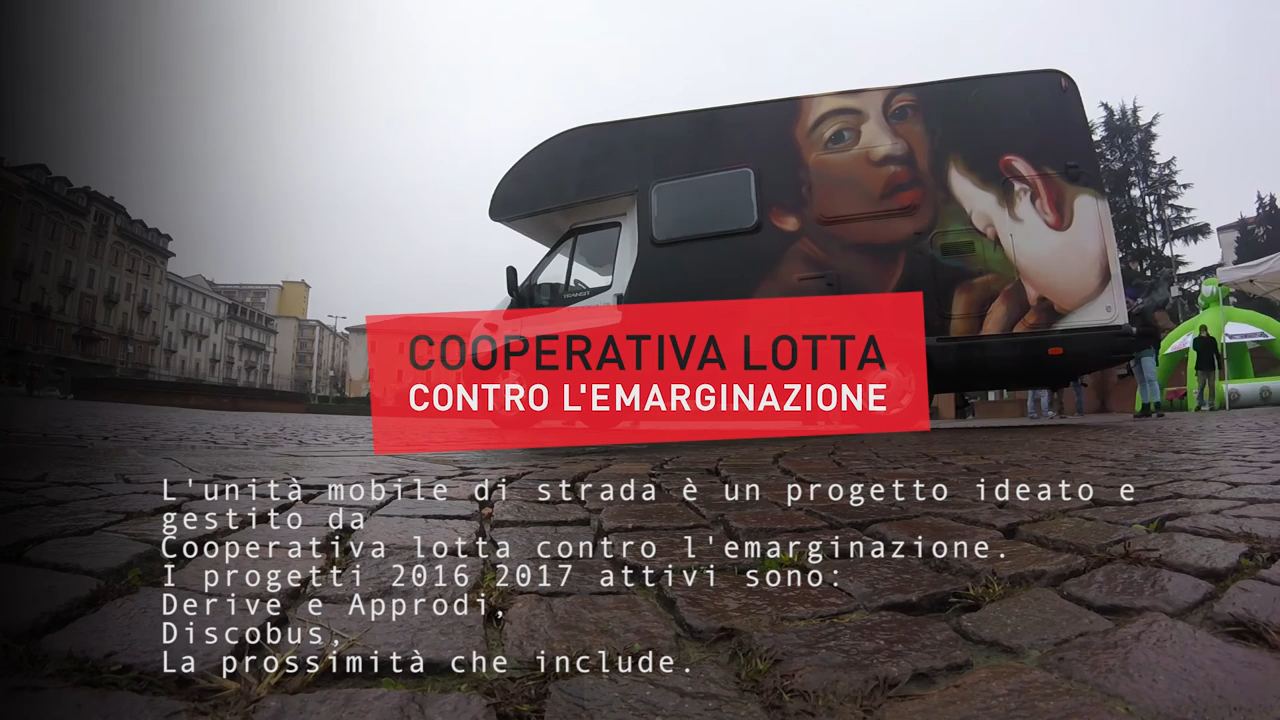 TRANSIT
COOPERATIVA LOTTA
CONTRO L'EMARGINAZIONE
L'unità mobile di strada è un progetto ideato e
gestito da
Cooperativa lotta contro l'emarginazione.
I progetti 2016 2017 attivi sono:
Derive e Approdi,
Discobus,
La prossimità che include.